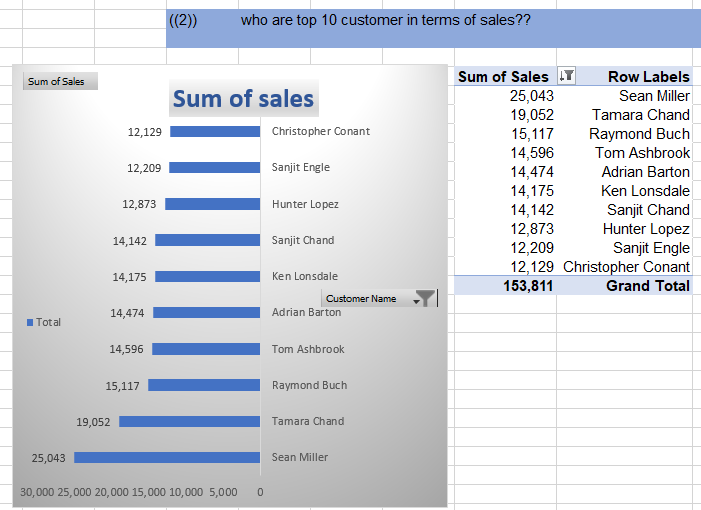 ((2)) who are top 10 customer in terms of sales??
Sum of Sales
Sum of sales
12,129 Christopher Conant
12,209 Sanjit Engle
12,873 Hunter Lopez
14,142 Sanjit Chand
14,175 Ken Lonsdale
Customer Name
14,474 Adrian Barton
Total
14,596 Tom Ashbrook
15,117 Raymond Buch
19,052 Tamara Chand
25,043 Sean Miller
30,000 25,000 20,000 15,000 10,000 5,000 0
Sum of Sales Row Labels
25,043 Sean Miller
19,052 Tamara Chand
15,117 Raymond Buch
14,596 Tom Ashbrook
14,474 Adrian Barton
14,175 Ken Lonsdale
14,142 Sanjit Chand
12,873 Hunter Lopez
12,209 Sanjit Engle
12,129 Christopher Conant
153,811 Grand Total